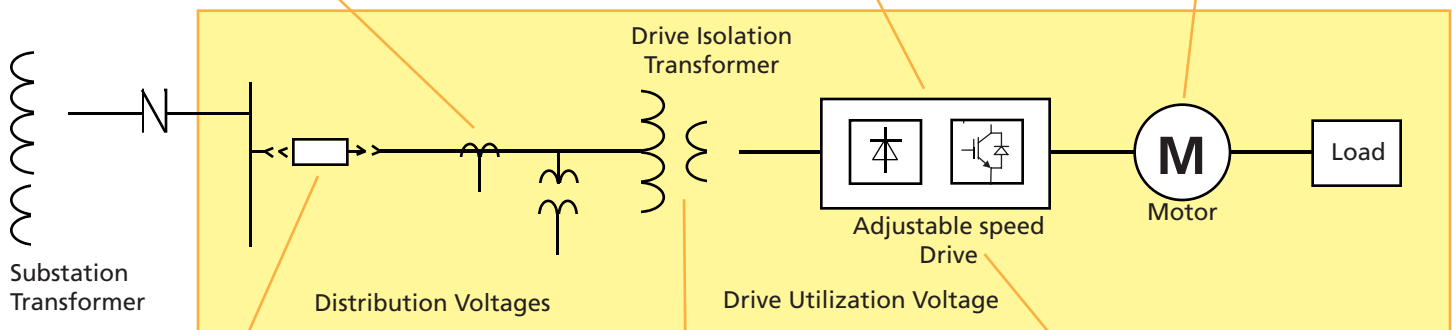 Drive Isolation
Transformer
M
Load
Motor
Adjustable speed
Drive
Substation
Transformer
Distribution Voltages
Drive Utilization Voltage